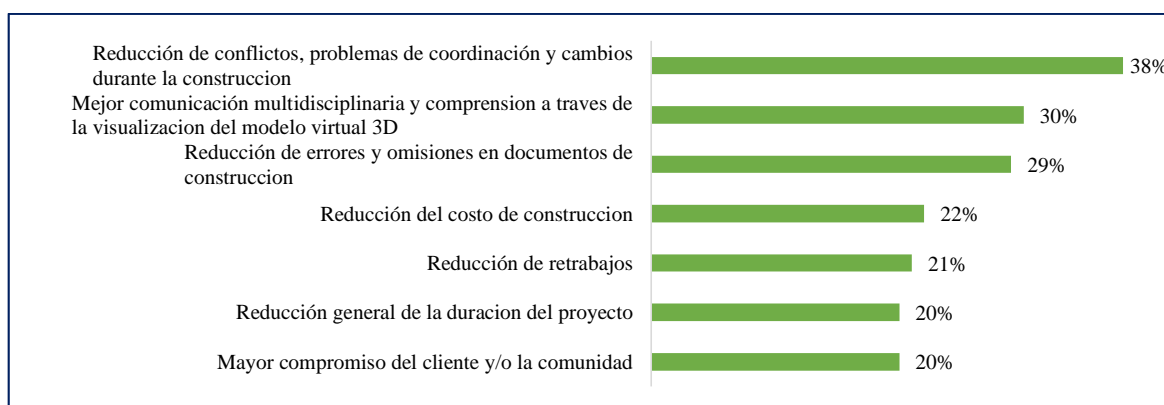 Reducción de conflictos, problemas de coordinación y cambios
durante la construccion
38%
Mejor comunicación multidisciplinaria y comprension a traves de
la visualizacion del modelo virtual 3D
30%
Reducción de errores y omisiones en documentos de
construccion
29%
Reducción del costo de construccion
22%
Reducción de retrabajos
21%
Reducción general de la duracion del proyecto
20%
Mayor compromiso del cliente y/o la comunidad
20%